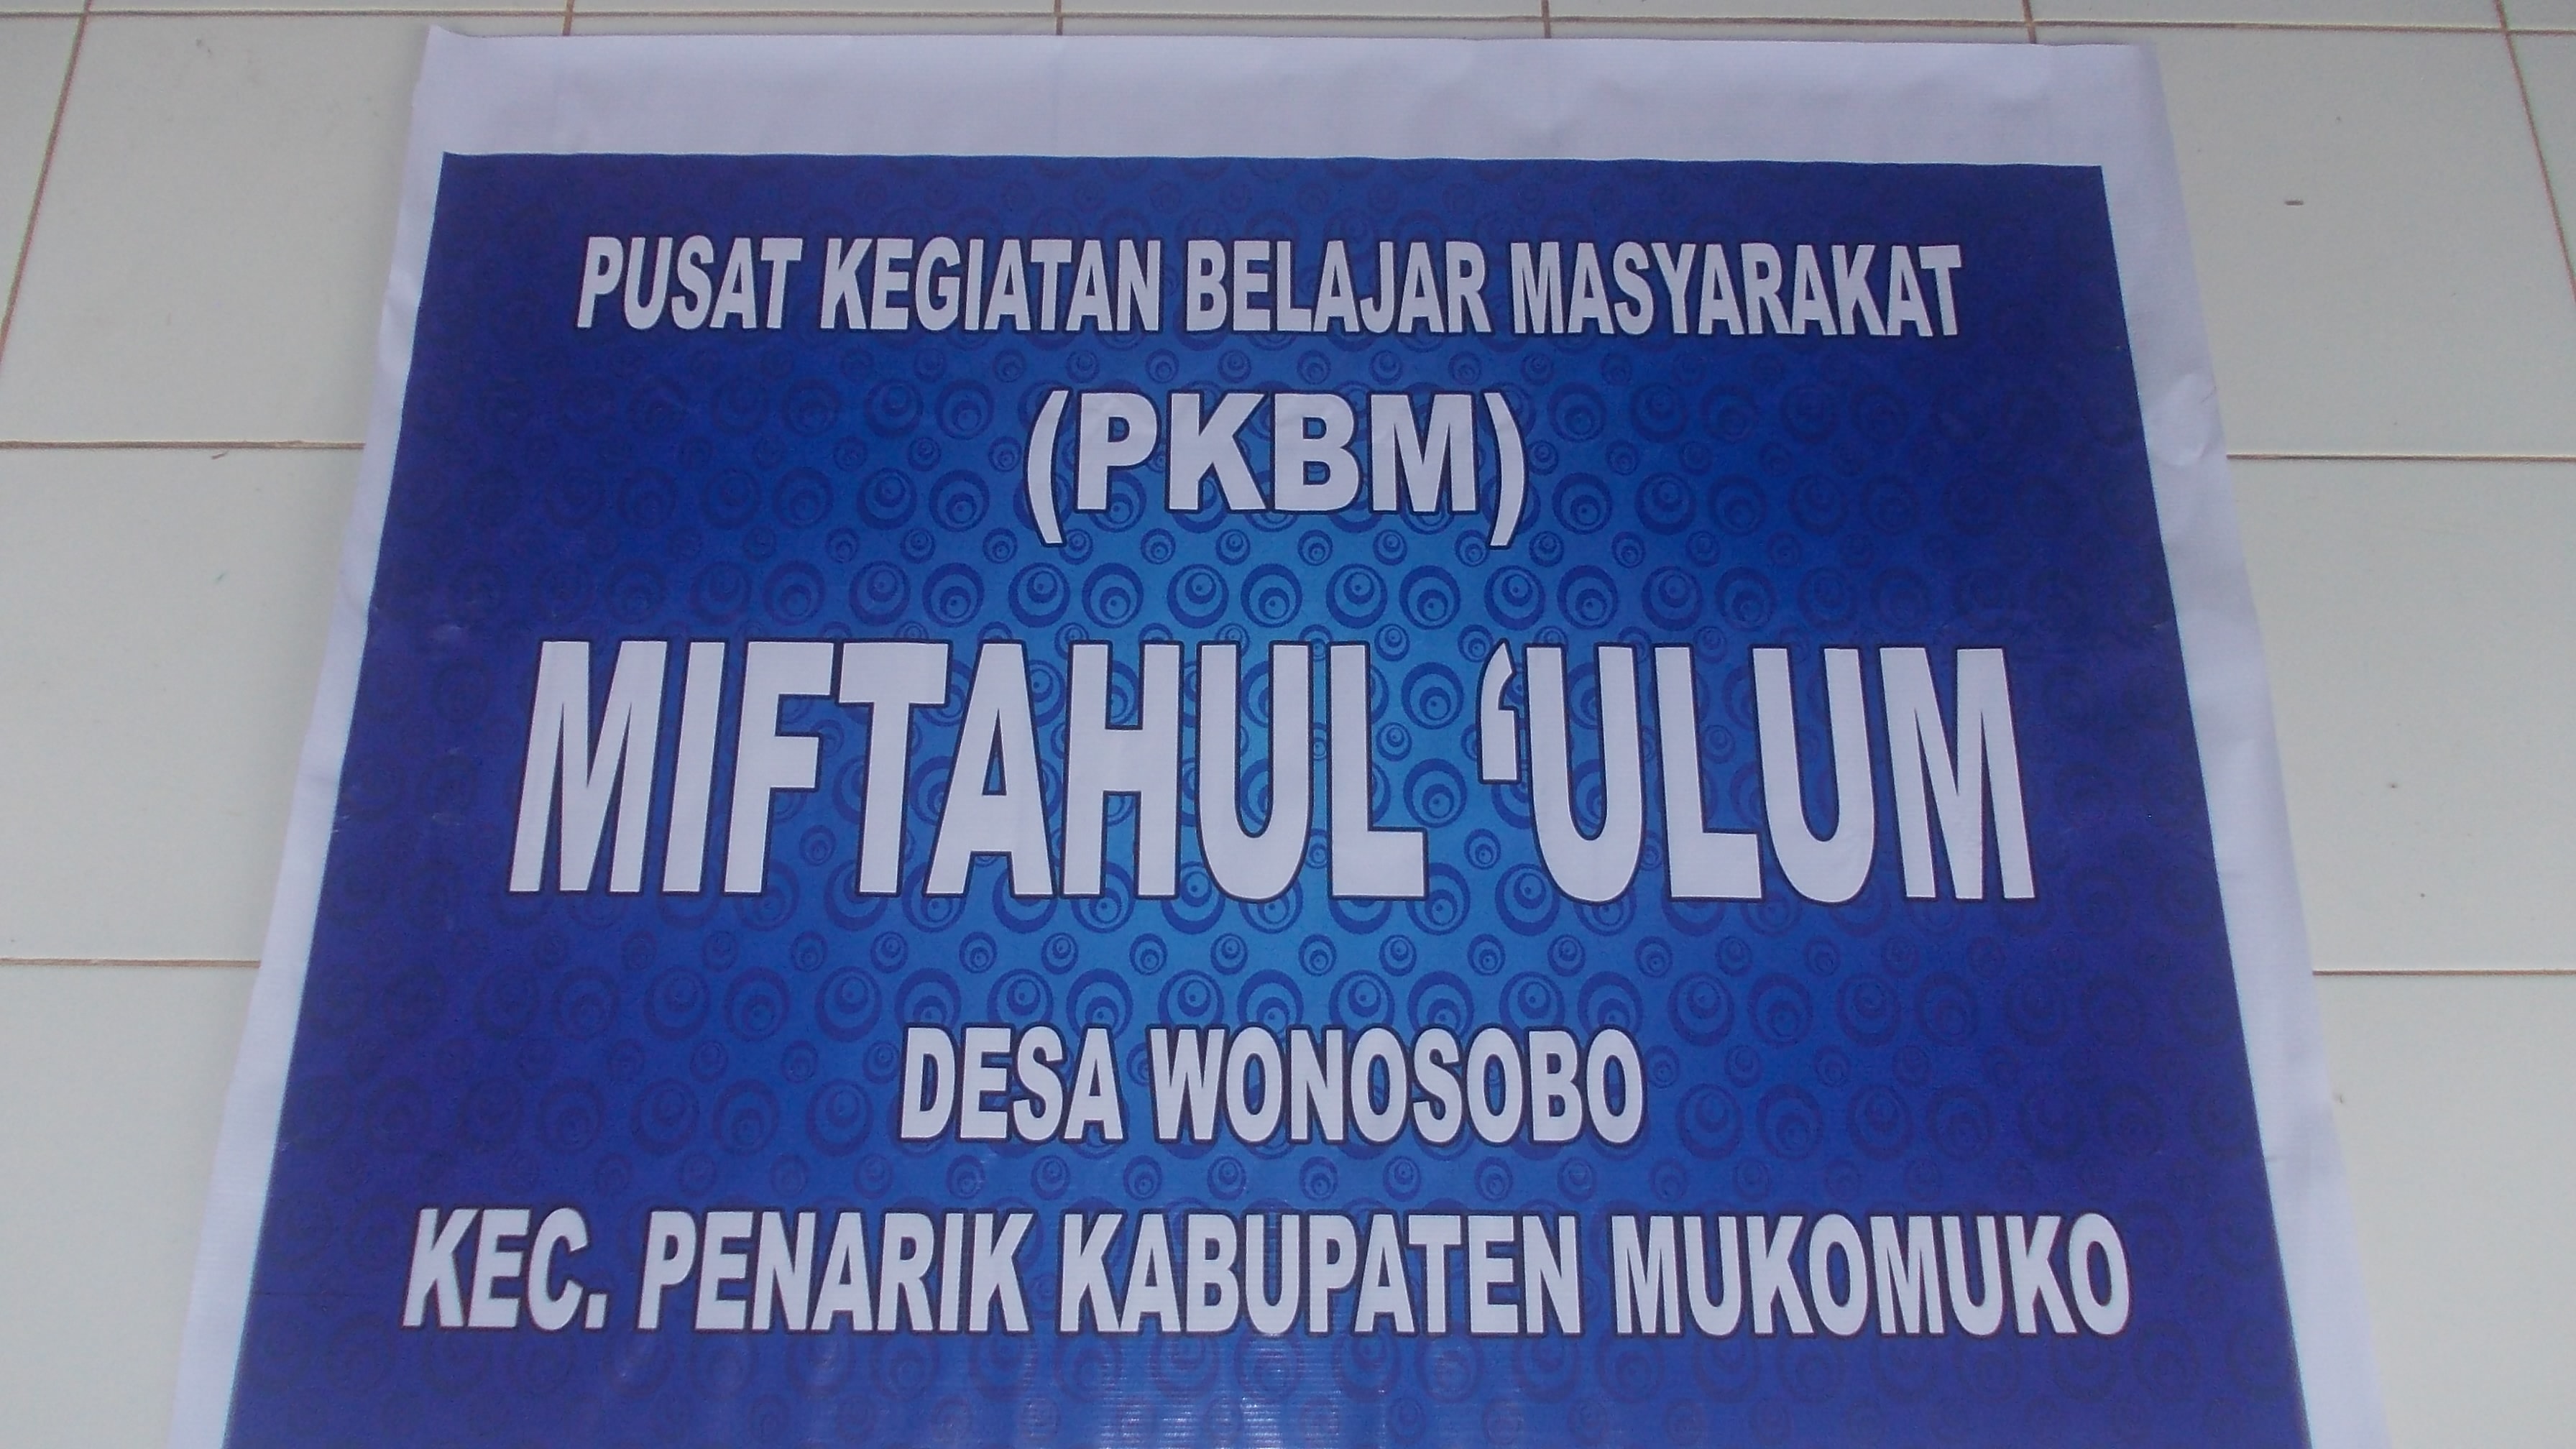 PUSAT KEGIATAN BELAJAR MASYARAKAT
(PKBM)
MIFTAHUL ‘ULUM
DESA WONOSOBO
KEC. PENARIK KABUPATEN MUKOMUKO